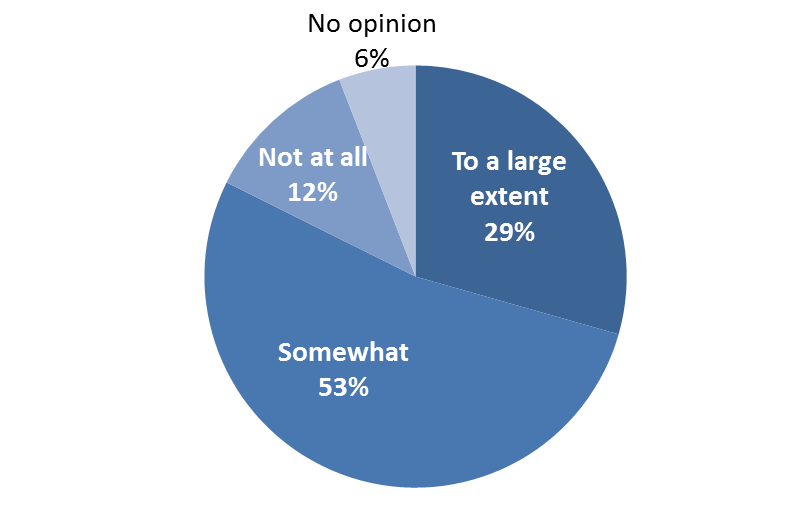 No opinion
6%
To a large
extent
29%
Not at all
12%
Somewhat
53%